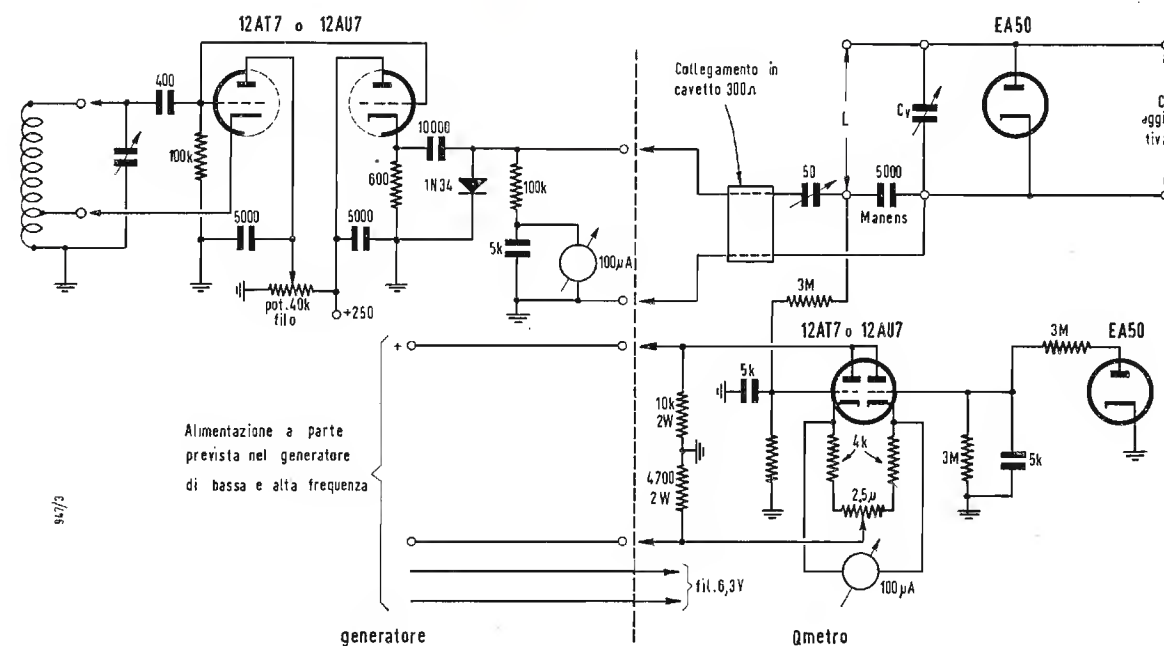 12AT7 o 12AU7
EA50
400
100k
5000
pot. 40k
filo
+250
5000
600
10000
1N34
100k
5k
100µA
Collegamento in
cavetto 300Ω
L
Cv
50
5000
Manens
C
aggi
tiva
3M
12AT7 o 12AU7
3M
EA50
5k
10k
2W
4700
2W
4k
2,5µ
3M
5k
100µA
+
Alimentazione a parte
prevista nel generatore
di bassa e alta frequenza
fil.6,3V
947/3
generatore
Qmetro